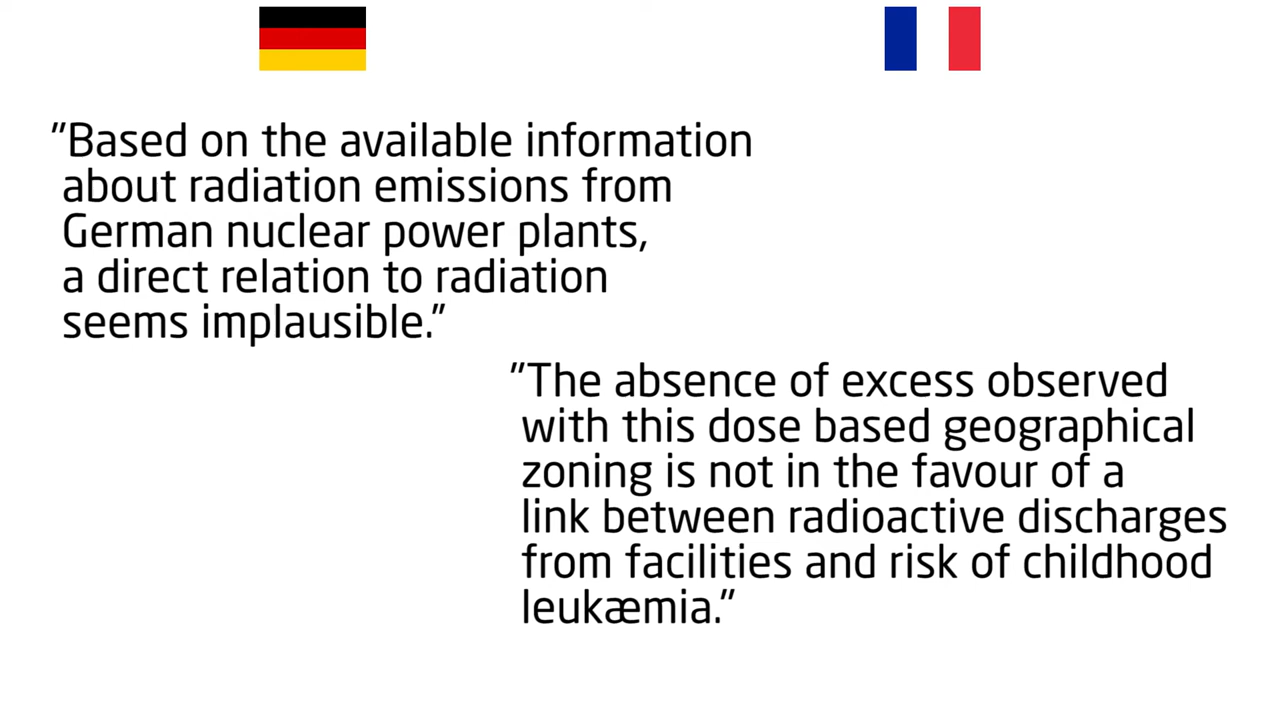 "Based on the available information
about radiation emissions from
German nuclear power plants,
a direct relation to radiation
seems implausible."
"The absence of excess observed
with this dose based geographical
zoning is not in the favour of a
link between radioactive discharges
from facilities and risk of childhood
leukæmia."